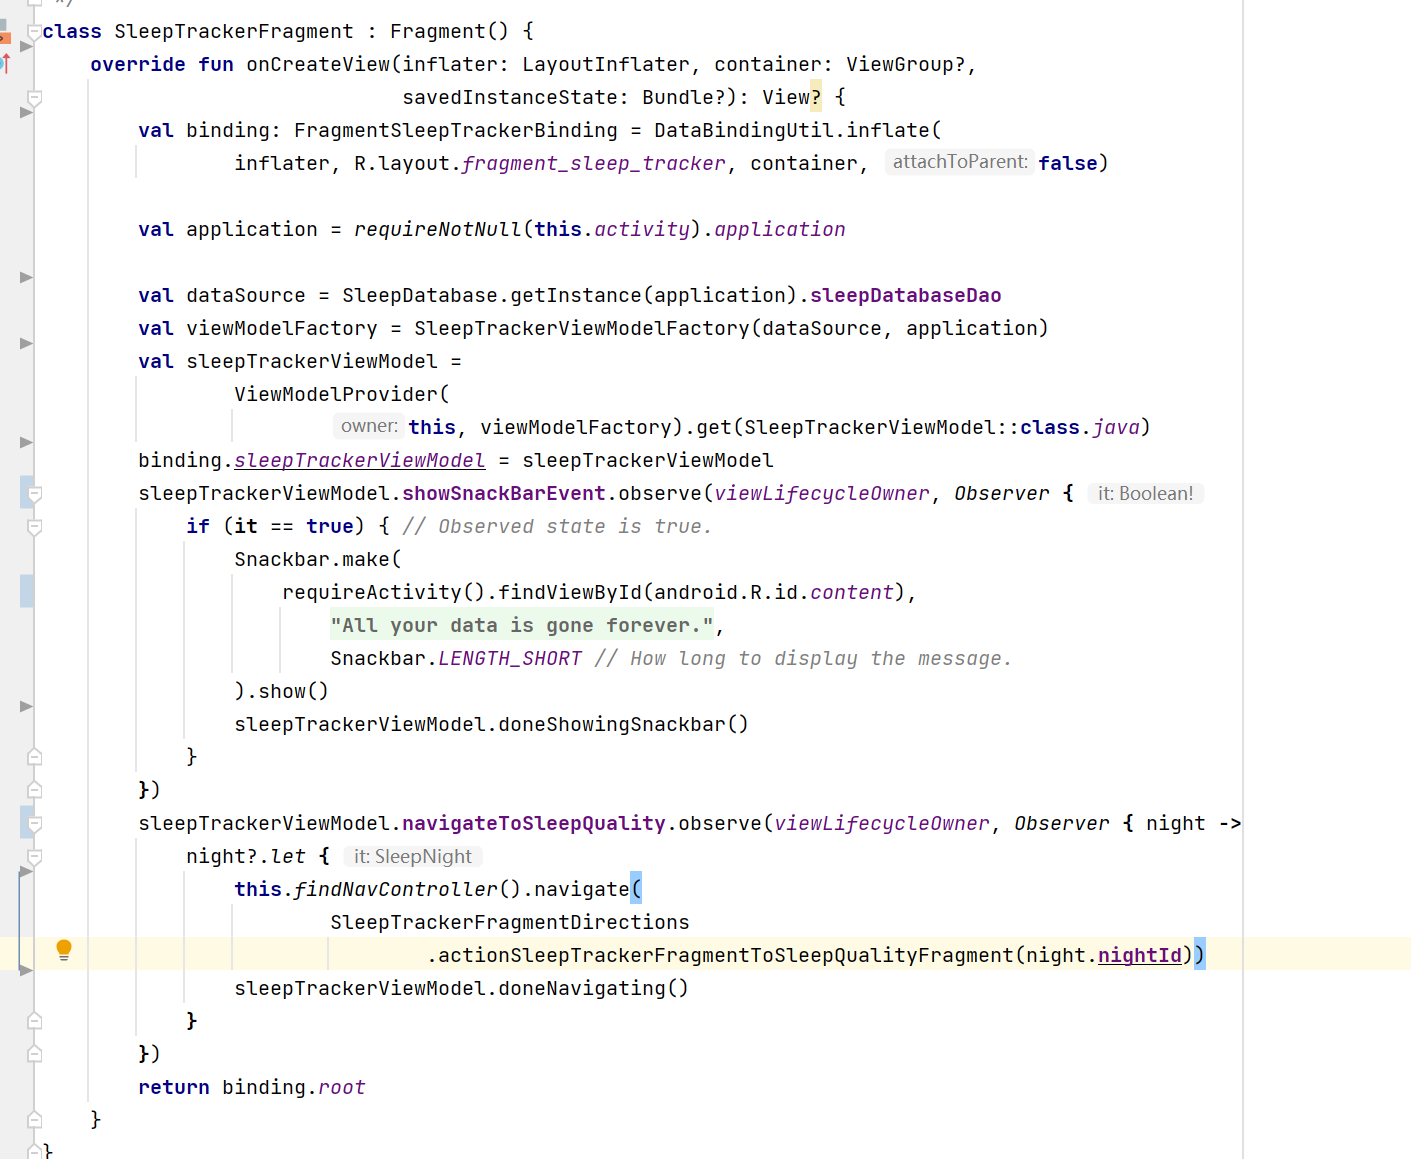 */
class SleepTrackerFragment : Fragment() {
override fun onCreateView(inflater: LayoutInflater, container: ViewGroup?,
savedInstanceState: Bundle?): View? {
val binding: FragmentSleepTrackerBinding = DataBindingUtil.inflate(
inflater, R.layout.fragment_sleep_tracker, container, attachToParent: false)
val application = requireNotNull(this.activity).application
val dataSource = SleepDatabase.getInstance(application).sleepDatabaseDao
val viewModelFactory = SleepTrackerViewModelFactory(dataSource, application)
val sleepTrackerViewModel =
ViewModelProvider(
owner: this, viewModelFactory).get(SleepTrackerViewModel::class.java)
binding.sleepTrackerViewModel = sleepTrackerViewModel
sleepTrackerViewModel.showSnackBarEvent.observe(viewLifecycleOwner, Observer { it: Boolean!
if (it == true) { // Observed state is true.
Snackbar.make(
requireActivity().findViewById(android.R.id.content),
"All your data is gone forever.",
Snackbar.LENGTH_SHORT // How long to display the message.
).show()
sleepTrackerViewModel.doneShowingSnackbar()
}
})
sleepTrackerViewModel.navigateToSleepQuality.observe(viewLifecycleOwner, Observer { night ->
night?.let { it: SleepNight
this.findNavController().navigate(
SleepTrackerFragmentDirections
.actionSleepTrackerFragmentToSleepQualityFragment(night.nightId))
sleepTrackerViewModel.doneNavigating()
}
})
return binding.root
}
}